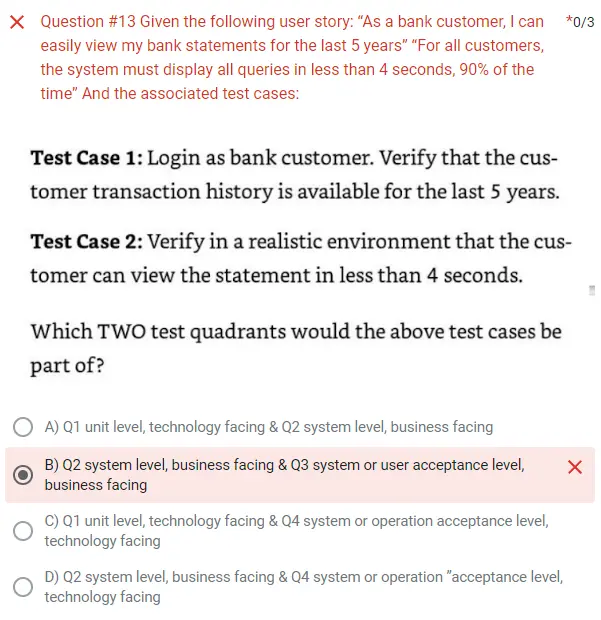 Question #13 Given the following user story: “As a bank customer, I can *0/3
easily view my bank statements for the last 5 years” “For all customers,
the system must display all queries in less than 4 seconds, 90% of the
time” And the associated test cases:
Test Case 1: Login as bank customer. Verify that the cus-
tomer transaction history is available for the last 5 years.
Test Case 2: Verify in a realistic environment that the cus-
tomer can view the statement in less than 4 seconds.
Which TWO test quadrants would the above test cases be
part of?
A) Q1 unit level, technology facing & Q2 system level, business facing
B) Q2 system level, business facing & Q3 system or user acceptance level,
business facing
C) Q1 unit level, technology facing & Q4 system or operation acceptance level,
technology facing
D) Q2 system level, business facing & Q4 system or operation ”acceptance level,
technology facing